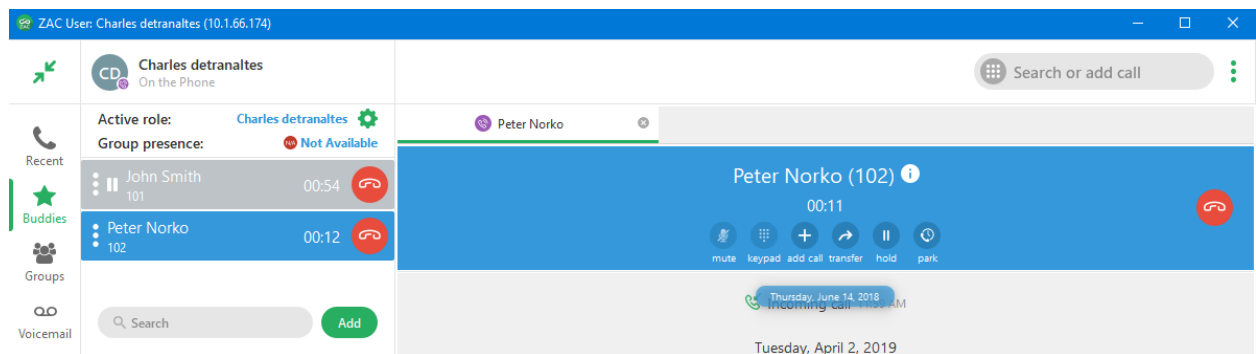 ZAC User: Charles detranaltes (10.1.66.174)
CD
Charles detranaltes
On the Phone
Search or add call
Recent
Buddies
Groups
Voicemail
Active role: Charles detranaltes
Group presence: N/A Not Available
John Smith
101
00:54
Peter Norko
102
00:12
Search
Add
Peter Norko
Peter Norko (102)
00:11
mute keypad add call transfer hold park
Thursday, June 14, 2018
Incoming call AM
Tuesday, April 2, 2019